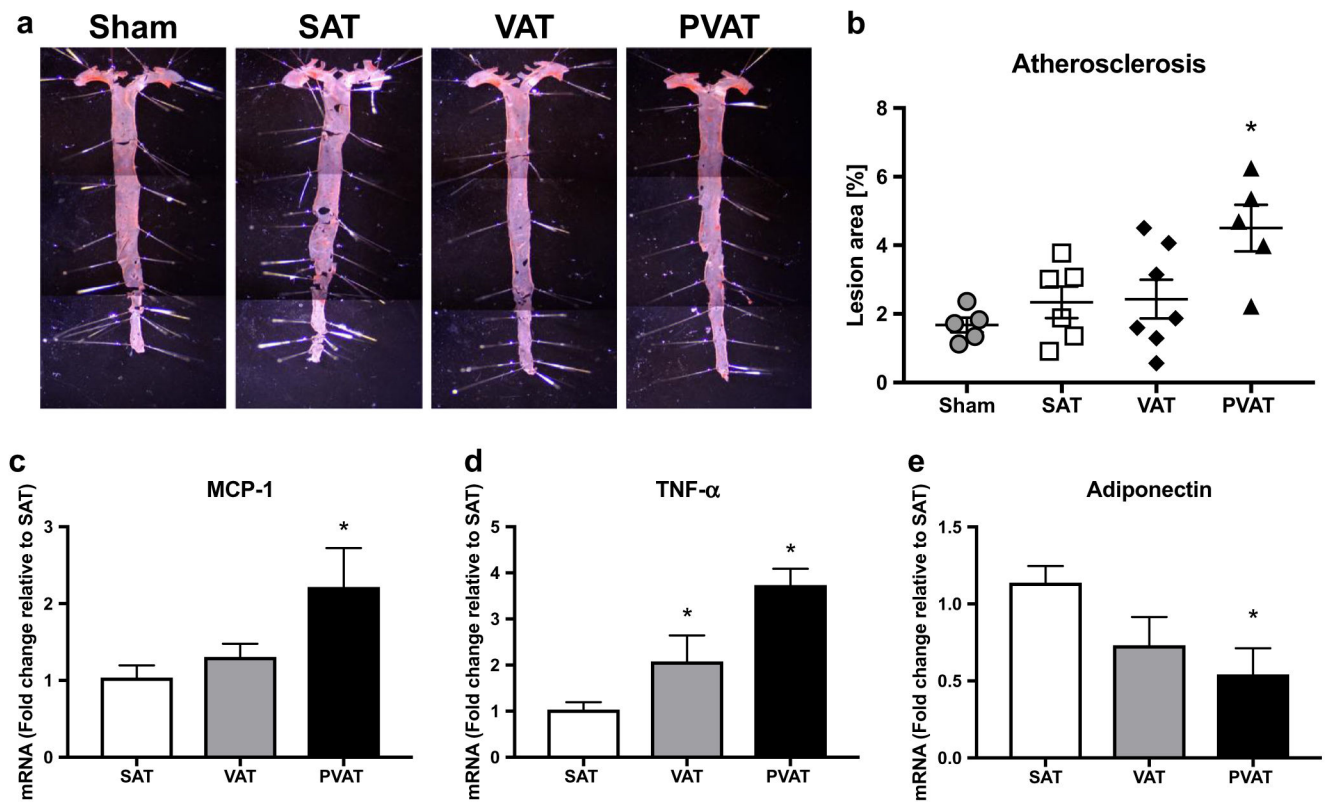 a
Sham
SAT
VAT
PVAT
b
Atherosclerosis
Lesion area [%]
8
6
4
2
0
*
Sham
SAT
VAT
PVAT
c
MCP-1
mRNA (Fold change relative to SAT)
3
2
1
0
*
SAT
VAT
PVAT
d
TNF-α
mRNA (Fold change relative to SAT)
5
4
3
2
1
0
*
*
SAT
VAT
PVAT
e
Adiponectin
mRNA (Fold change relative to SAT)
1.5
1.0
0.5
0.0
*
SAT
VAT
PVAT